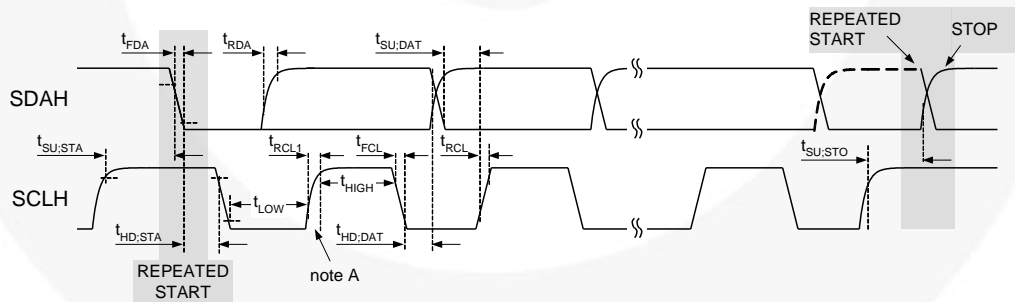 REPEATED
START
STOP
tFDA
tRDA
tSU;DAT
SDAH
tSU;STA
tRCL1
tFCL
tRCL
tSU;STO
tHIGH
SCLH
tLOW
tHD;STA
tHD;DAT
note A
REPEATED
START